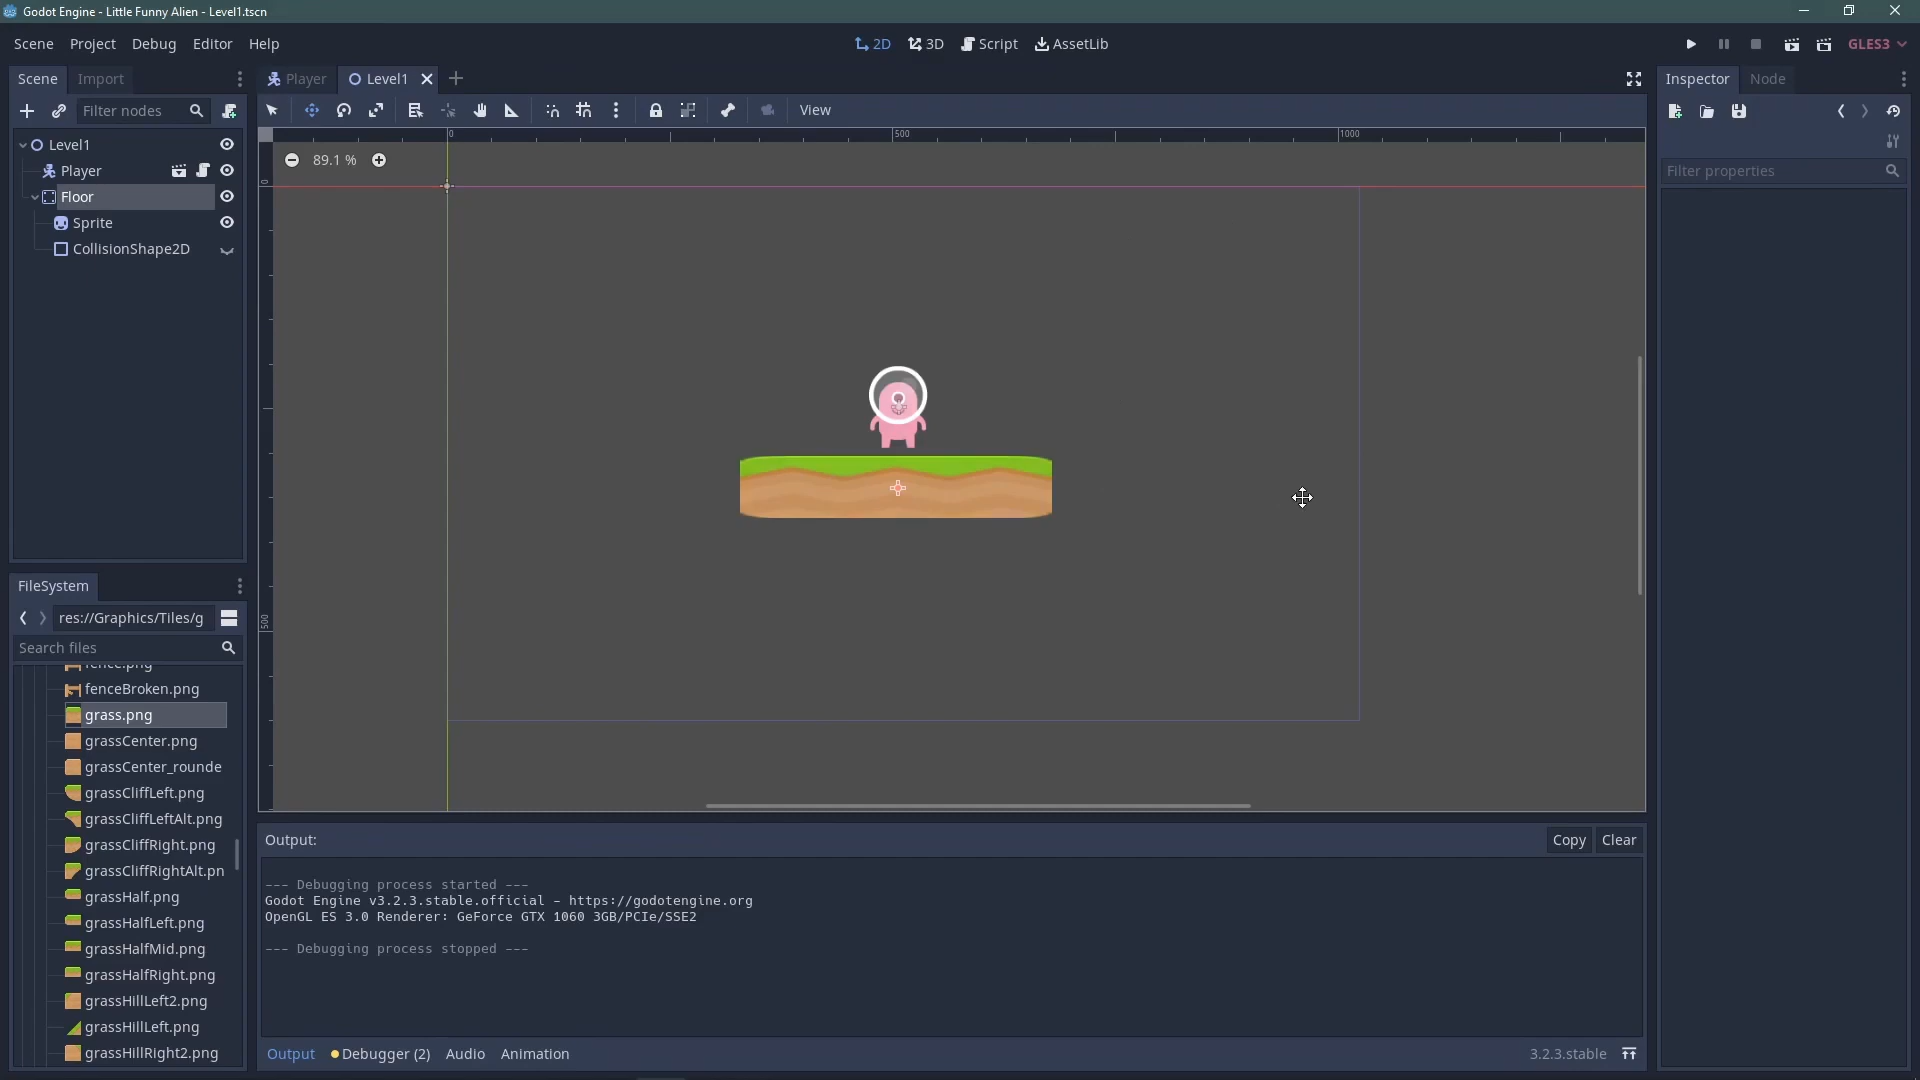 Godot Engine - Little Funny Alien - Level1.tscn
Scene Project Debug Editor Help
2D 3D Script AssetLib
GLES3
Scene Import
Player Level1
Inspector Node
Filter nodes
View
Level1
Player
Floor
Sprite
CollisionShape2D
0 500 1000
89.1 %
0
500
Filter properties
FileSystem
res://Graphics/Tiles/g
Search files
fence.png
fenceBroken.png
grass.png
grassCenter.png
grassCenter_rounde
grassCliffLeft.png
grassCliffLeftAlt.png
grassCliffRight.png
grassCliffRightAlt.pn
grassHalf.png
grassHalfLeft.png
grassHalfMid.png
grassHalfRight.png
grassHillLeft2.png
grassHillLeft.png
grassHillRight2.png
Output:
Copy Clear
--- Debugging process started ---
Godot Engine v3.2.3.stable.official - https://godotengine.org
OpenGL ES 3.0 Renderer: GeForce GTX 1060 3GB/PCIe/SSE2
--- Debugging process stopped ---
Output Debugger (2) Audio Animation
3.2.3.stable